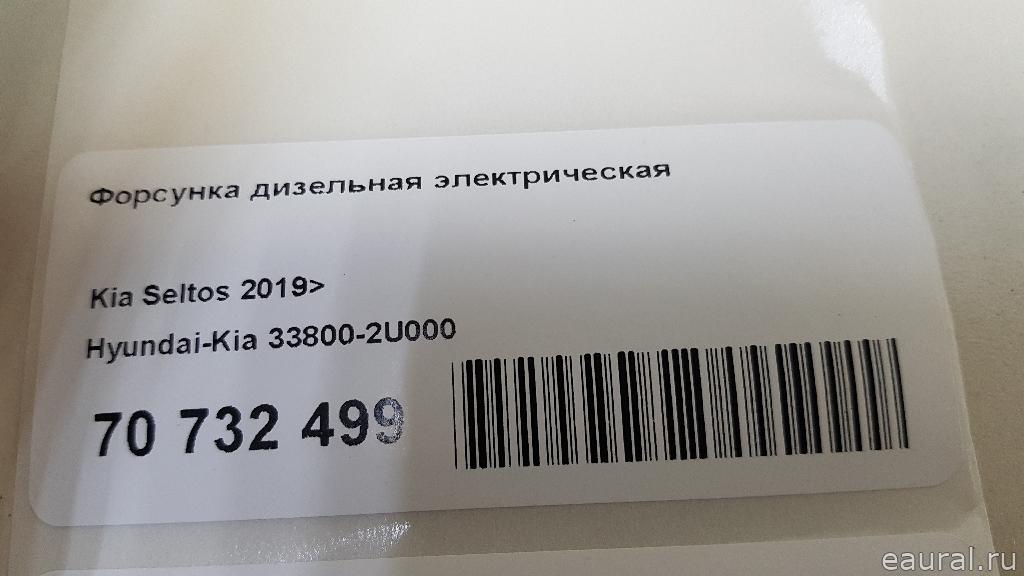 Форсунка дизельная электрическая
Kia Seltos 2019>
Hyundai-Kia 33800-2U000
70 732 499
eaural.ru